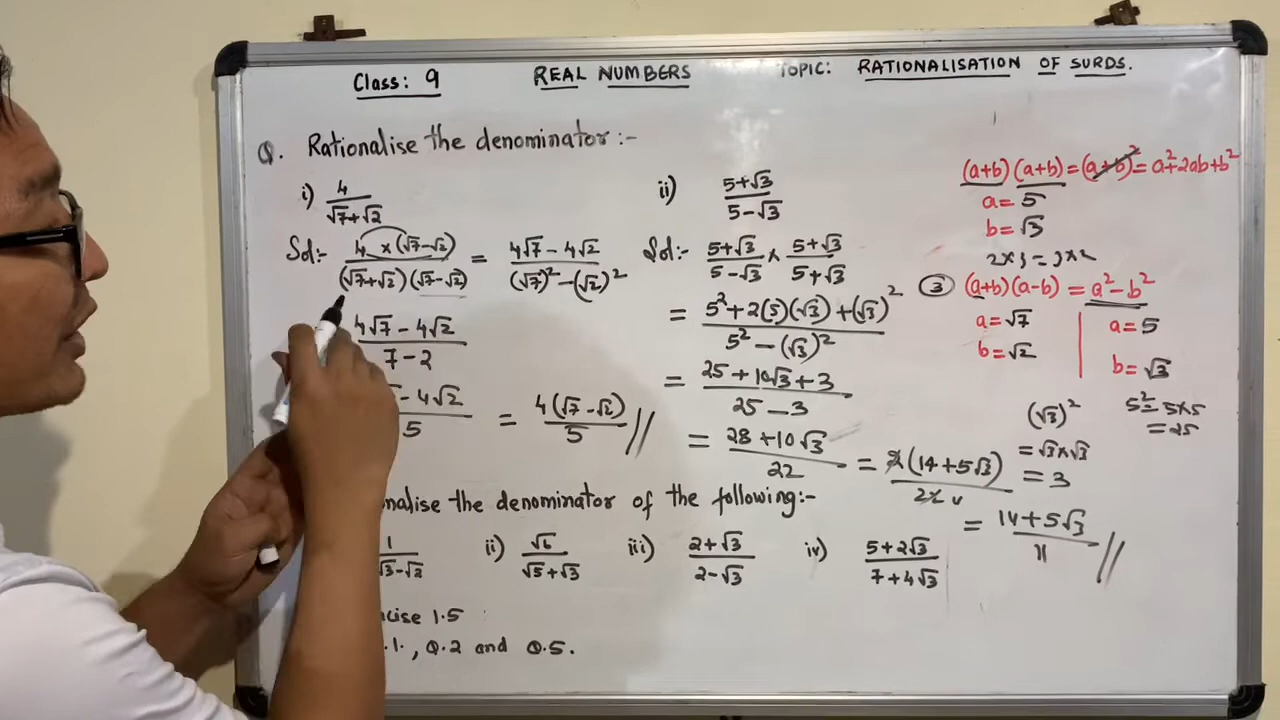 Class: 9 REAL NUMBERS TOPIC: RATIONALISATION OF SURDS.
Q. Rationalise the denominator:-
i) 4/(√7+√2)
Sol:- 4×(√7-√2)/(√7+√2)(√7-√2) = (4√7-4√2)/((√7)²-(√2)²)
(4√7-4√2)/(7-2)
-4√2/5 = 4(√7-√2)/5 //
ii) (5+√3)/(5-√3)
Sol:- (5+√3)/(5-√3) × (5+√3)/(5+√3)
= (5²+2(5)(√3)+(√3)²)/(5²-(√3)²)
= (25+10√3+3)/(25-3)
= (28+10√3)/22 = 2(14+5√3)/22
= (14+5√3)/11 //
(a+b)(a+b)=(a+b)²=a²+2ab+b²
a=5
b=√3
2×3=3×2
③ (a+b)(a-b) = a²-b²
a=√7 a=5
b=√2 b=√3
(√3)² 5²=5×5
=√3×√3 =25
=3
nalise the denominator of the following:-
1/(√3-√2) ii) √6/(√5+√3) iii) (2+√3)/(2-√3) iv) (5+2√3)/(7+4√3)
cise 1.5
.1., Q.2 and Q.5.